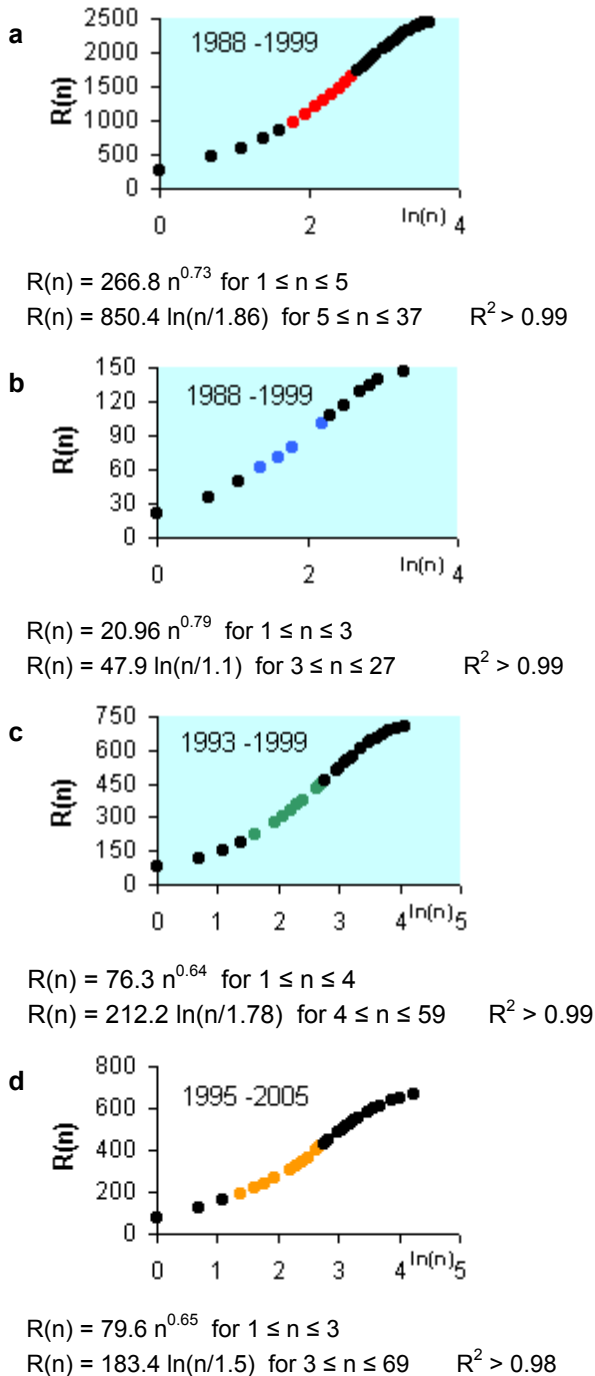 a
1988 -1999
R(n)
2500
2000
1500
1000
500
0
0 2 ln(n) 4
R(n) = 266.8 n^0.73 for 1 ≤ n ≤ 5
R(n) = 850.4 ln(n/1.86) for 5 ≤ n ≤ 37 R² > 0.99
b
1988 -1999
R(n)
150
120
90
60
30
0
0 2 ln(n) 4
R(n) = 20.96 n^0.79 for 1 ≤ n ≤ 3
R(n) = 47.9 ln(n/1.1) for 3 ≤ n ≤ 27 R² > 0.99
c
1993 -1999
R(n)
750
600
450
300
150
0
0 1 2 3 4 ln(n) 5
R(n) = 76.3 n^0.64 for 1 ≤ n ≤ 4
R(n) = 212.2 ln(n/1.78) for 4 ≤ n ≤ 59 R² > 0.99
d
1995 -2005
R(n)
800
600
400
200
0
0 1 2 3 4 ln(n) 5
R(n) = 79.6 n^0.65 for 1 ≤ n ≤ 3
R(n) = 183.4 ln(n/1.5) for 3 ≤ n ≤ 69 R² > 0.98